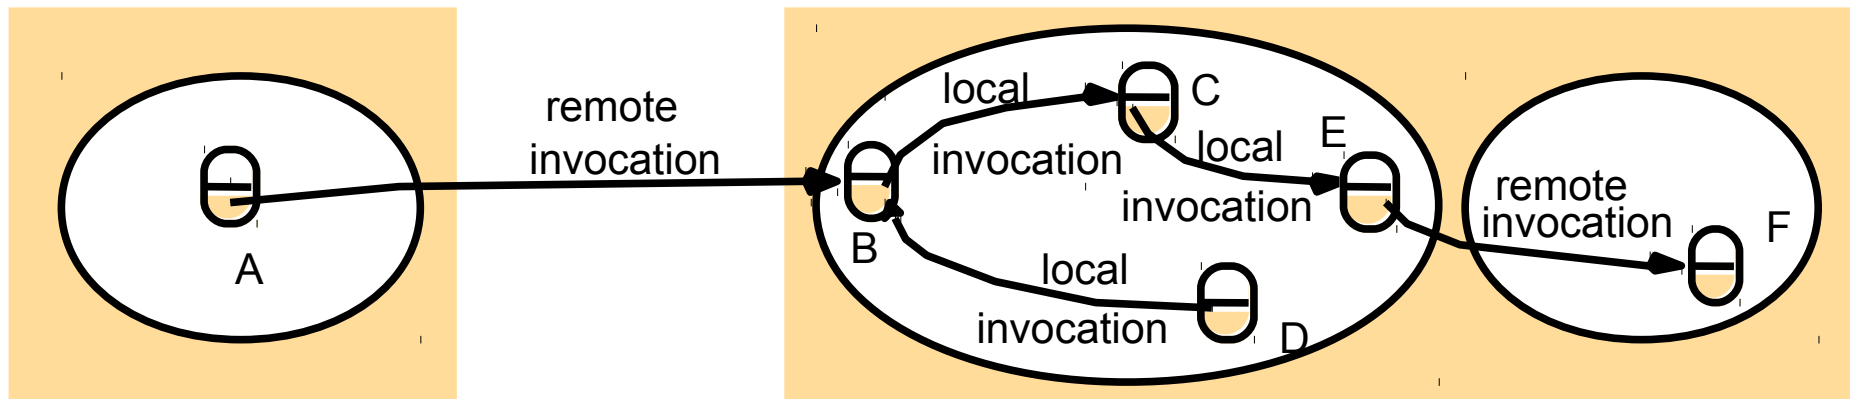 remote
invocation
A
local
C
invocation
B
local
E
invocation
local
invocation
D
remote
invocation
F